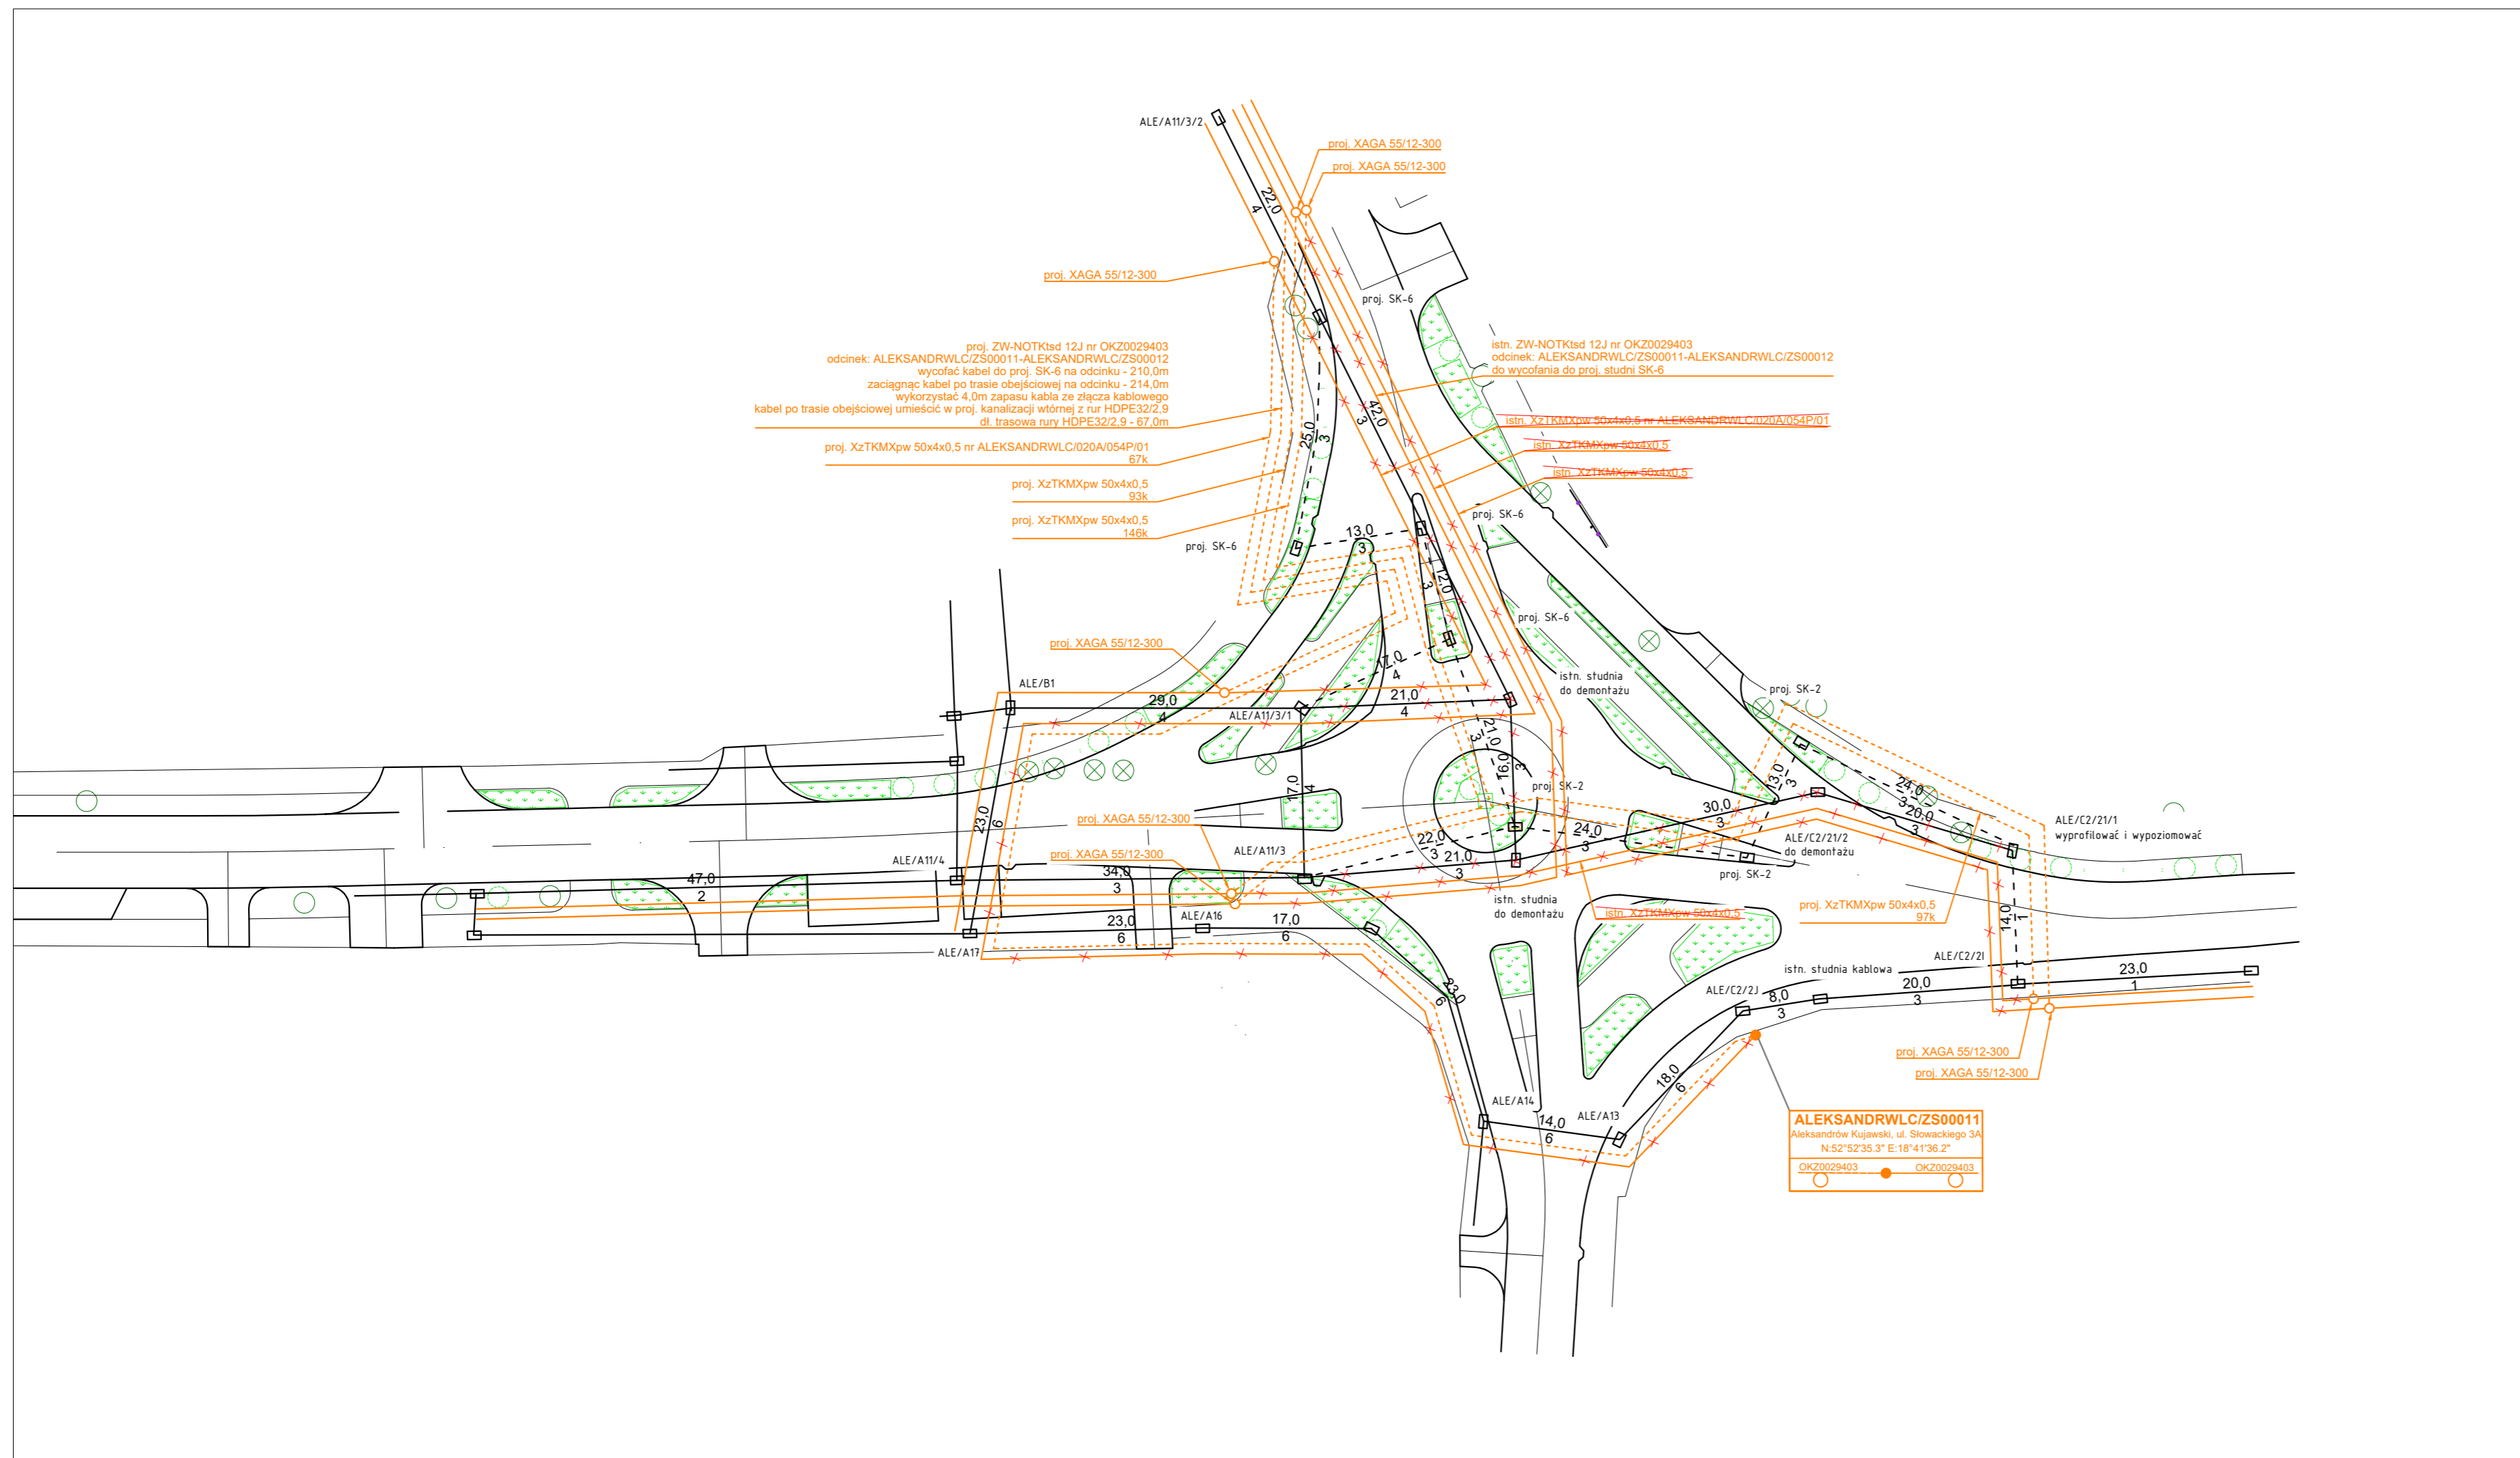 ALE/A11/3/2
proj. XAGA 55/12-300
proj. XAGA 55/12-300
22,0
4
proj. XAGA 55/12-300
proj. SK-6
proj. ZW-NOTKtsd 12J nr OKZ0029403
odcinek: ALEKSANDRWLC/ZS00011-ALEKSANDRWLC/ZS00012
wycofać kabel do proj. SK-6 na odcinku - 210,0m
zaciągnąc kabel po trasie obejściowej na odcinku - 214,0m
wykorzystać 4,0m zapasu kabla ze złącza kablowego
kabel po trasie obejściowej umieścić w proj. kanalizacji wtórnej z rur HDPE32/2,9
dł. trasowa rury HDPE32/2,9 - 67,0m
istn. ZW-NOTKtsd 12J nr OKZ0029403
odcinek: ALEKSANDRWLC/ZS00011-ALEKSANDRWLC/ZS00012
do wycofania do proj. studni SK-6
42,0
3
25,0
3
istn. XzTKMXpw 50x4x0,5 nr ALEKSANDRWLC/020A/054P/01
istn. XzTKMXpw 50x4x0,5
istn. XzTKMXpw 50x4x0,5
proj. XzTKMXpw 50x4x0,5 nr ALEKSANDRWLC/020A/054P/01
67k
proj. XzTKMXpw 50x4x0,5
93k
proj. XzTKMXpw 50x4x0,5
146k
proj. SK-6
proj. SK-6
13,0
3
12,0
3
proj. SK-6
proj. XAGA 55/12-300
17,0
4
istn. studnia
do demontażu
ALE/B1
29,0
4
ALE/A11/3/1
21,0
4
proj. SK-2
21,0
3
16,0
3
17,0
4
proj. SK-2
13,0
3
24,0
3
20,0
3
30,0
3
23,0
6
proj. XAGA 55/12-300
ALE/C2/21/1
wyprofilować i wypoziomować
22,0
3
24,0
3
ALE/C2/21/2
do demontażu
proj. XAGA 55/12-300
ALE/A11/3
ALE/A11/4
21,0
3
proj. SK-2
47,0
2
34,0
3
istn. studnia
do demontażu
istn. XzTKMXpw 50x4x0,5
proj. XzTKMXpw 50x4x0,5
97k
14,0
1
ALE/A16
23,0
6
17,0
6
ALE/A17
ALE/C2/2I
istn. studnia kablowa
23,0
1
20,0
3
ALE/C2/2J
8,0
3
23,0
6
proj. XAGA 55/12-300
proj. XAGA 55/12-300
18,0
6
ALE/A14
ALE/A13
14,0
6
ALEKSANDRWLC/ZS00011
Aleksandrów Kujawski, ul. Słowackiego 3A
N:52°52'35.3" E:18°41'36.2"
OKZ0029403 OKZ0029403